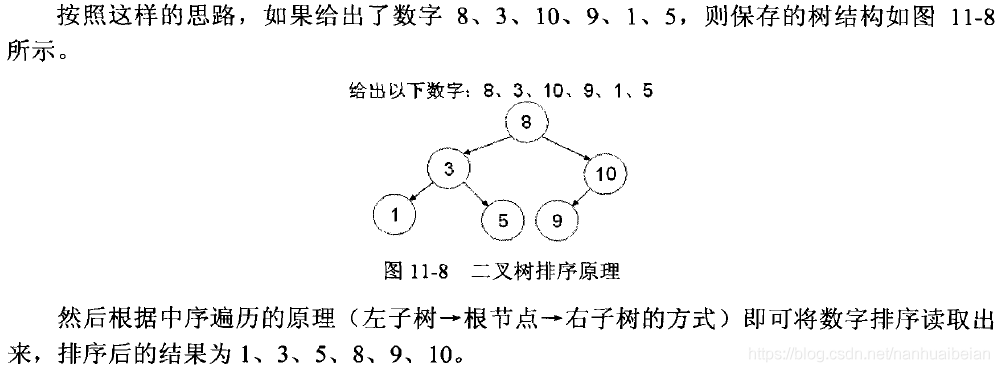 按照这样的思路，如果给出了数字 8、3、10、9、1、5，则保存的树结构如图 11-8
所示。
给出以下数字：8、3、10、9、1、5
8
3
10
1
5
9
图 11-8 二叉树排序原理
然后根据中序遍历的原理（左子树→根节点→右子树的方式）即可将数字排序读取出
来，排序后的结果为 1、3、5、8、9、10。
https://blog.csdn.net/nanhuaibeian